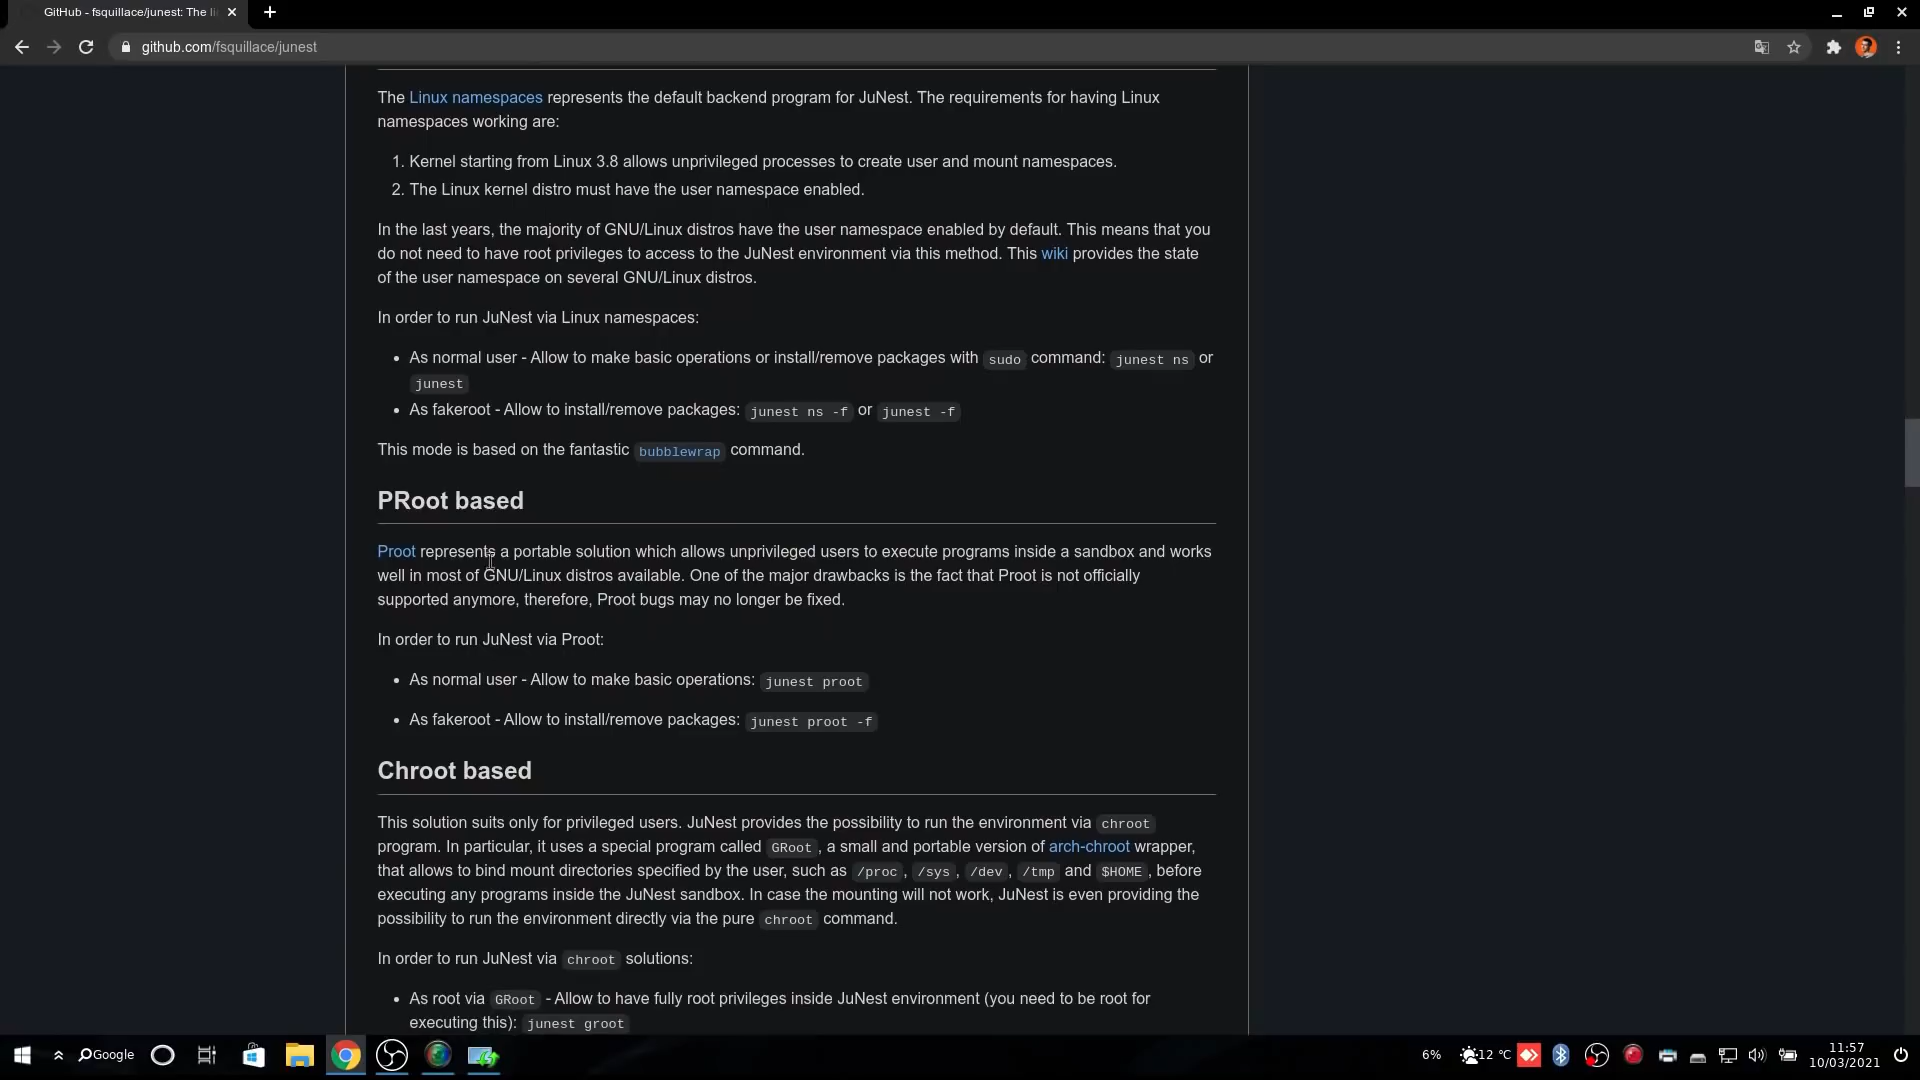 GitHub - fsquillace/junest: The li
github.com/fsquillace/junest
The Linux namespaces represents the default backend program for JuNest. The requirements for having Linux
namespaces working are:
1. Kernel starting from Linux 3.8 allows unprivileged processes to create user and mount namespaces.
2. The Linux kernel distro must have the user namespace enabled.
In the last years, the majority of GNU/Linux distros have the user namespace enabled by default. This means that you
do not need to have root privileges to access to the JuNest environment via this method. This wiki provides the state
of the user namespace on several GNU/Linux distros.
In order to run JuNest via Linux namespaces:
• As normal user - Allow to make basic operations or install/remove packages with sudo command: junest ns or
junest
• As fakeroot - Allow to install/remove packages: junest ns -f or junest -f
This mode is based on the fantastic bubblewrap command.
PRoot based
Proot represents a portable solution which allows unprivileged users to execute programs inside a sandbox and works
well in most of GNU/Linux distros available. One of the major drawbacks is the fact that Proot is not officially
supported anymore, therefore, Proot bugs may no longer be fixed.
In order to run JuNest via Proot:
• As normal user - Allow to make basic operations: junest proot
• As fakeroot - Allow to install/remove packages: junest proot -f
Chroot based
This solution suits only for privileged users. JuNest provides the possibility to run the environment via chroot
program. In particular, it uses a special program called GRoot , a small and portable version of arch-chroot wrapper,
that allows to bind mount directories specified by the user, such as /proc , /sys , /dev , /tmp and $HOME , before
executing any programs inside the JuNest sandbox. In case the mounting will not work, JuNest is even providing the
possibility to run the environment directly via the pure chroot command.
In order to run JuNest via chroot solutions:
• As root via GRoot - Allow to have fully root privileges inside JuNest environment (you need to be root for
executing this): junest groot
Google
6%
12 °C
11:57
10/03/2021